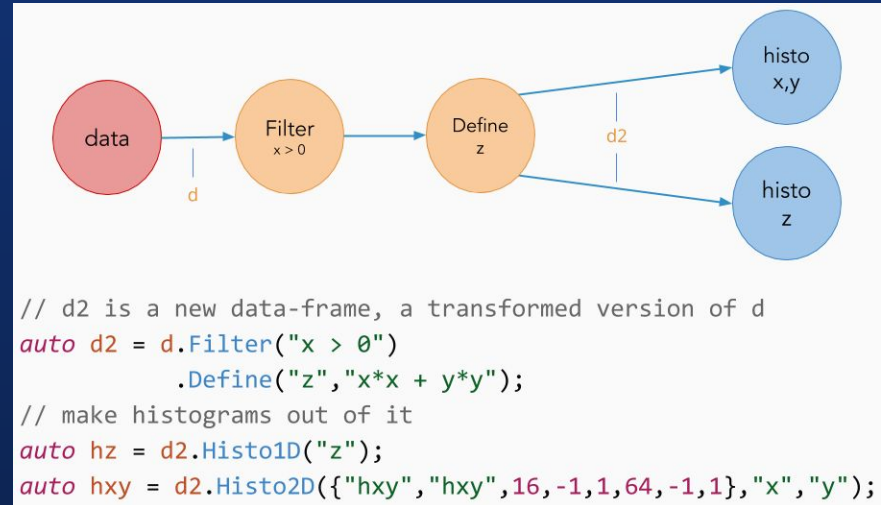 data
d
Filter
x > 0
Define
z
d2
histo
x,y
histo
z
// d2 is a new data-frame, a transformed version of d
auto d2 = d.Filter("x > 0")
.Define("z","x*x + y*y");
// make histograms out of it
auto hz = d2.Histo1D("z");
auto hxy = d2.Histo2D({"hxy","hxy",16,-1,1,64,-1,1},"x","y");